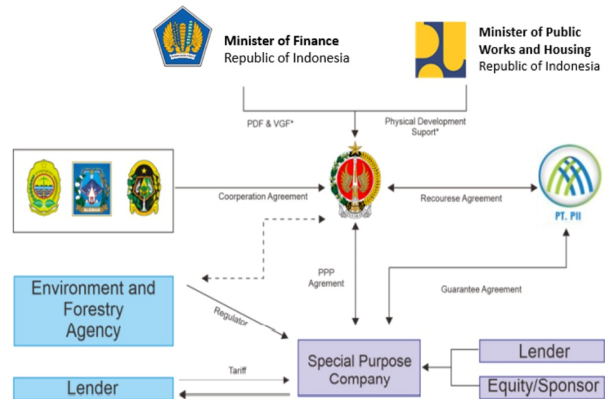 Minister of Finance
Republic of Indonesia
Minister of Public
Works and Housing
Republic of Indonesia
PDF & VGF*
Physical Development
Suport*
Coorperation Agreement
Recourese Agreement
PT. PII
PPP
Agrement
Guarantee Agreement
Environment and
Forestry
Agency
Regulator
Special Purpose
Company
Lender
Equity/Sponsor
Lender
Tariff